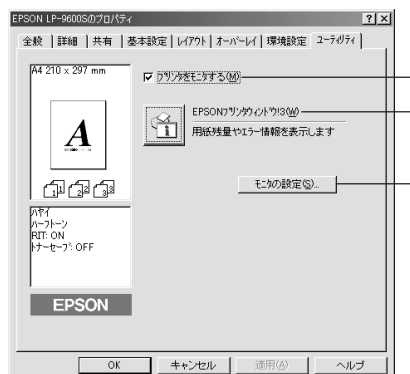 EPSON LP-9600Sのプロパティ
? ×
全般 詳細 共有 基本設定 レイアウト オーバーレイ 環境設定 ユーティリティ
A4 210 x 297 mm
A
1 1 2 2 3 3
ハヤイ
ハーフトーン
RIT: ON
トナーセーブ: OFF
EPSON
プリンタをモニタする(M)
EPSONプリンタウィンドウ!3(W)
用紙残量やエラー情報を表示します
モニタの設定(S)...
OK キャンセル 適用(A) ヘルプ